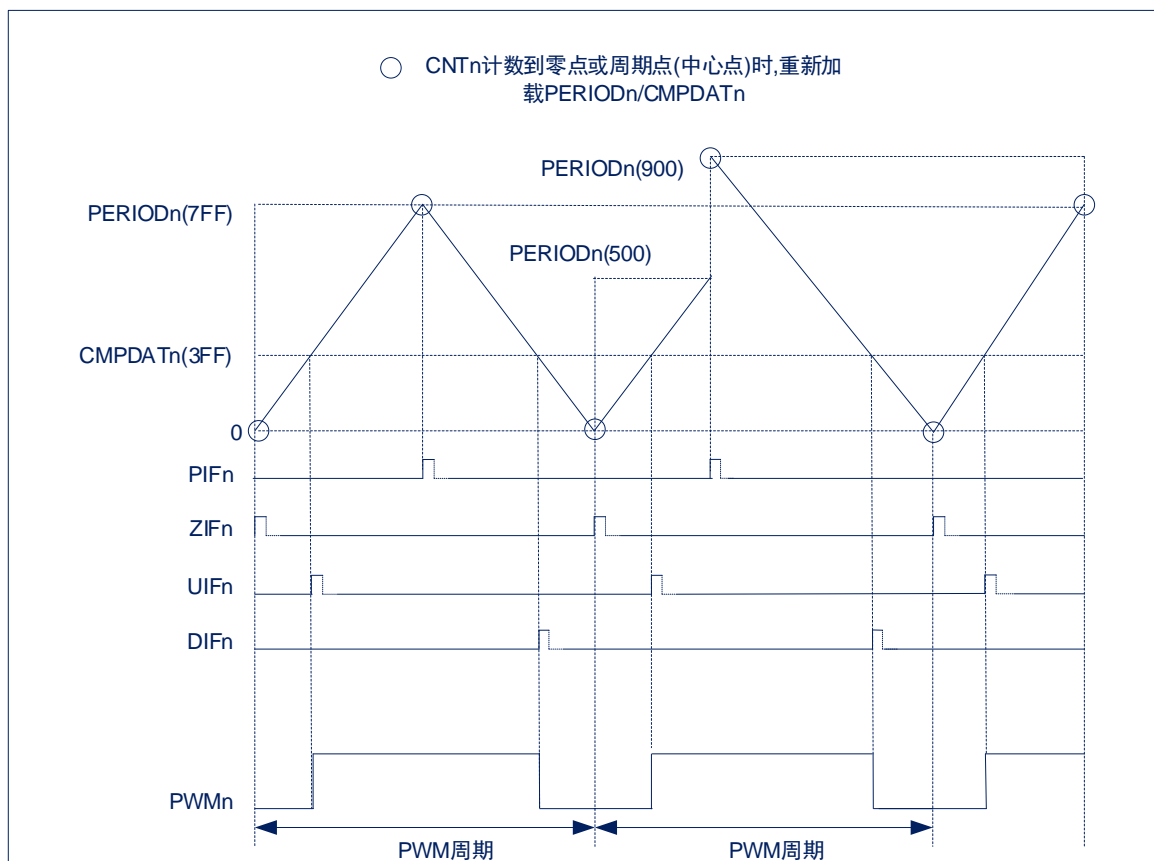 CNTn计数到零点或周期点(中心点)时,重新加
载PERIODn/CMPDATn
PERIODn(900)
PERIODn(7FF)
PERIODn(500)
CMPDATn(3FF)
0
PIFn
ZIFn
UIFn
DIFn
PWMn
PWM周期
PWM周期